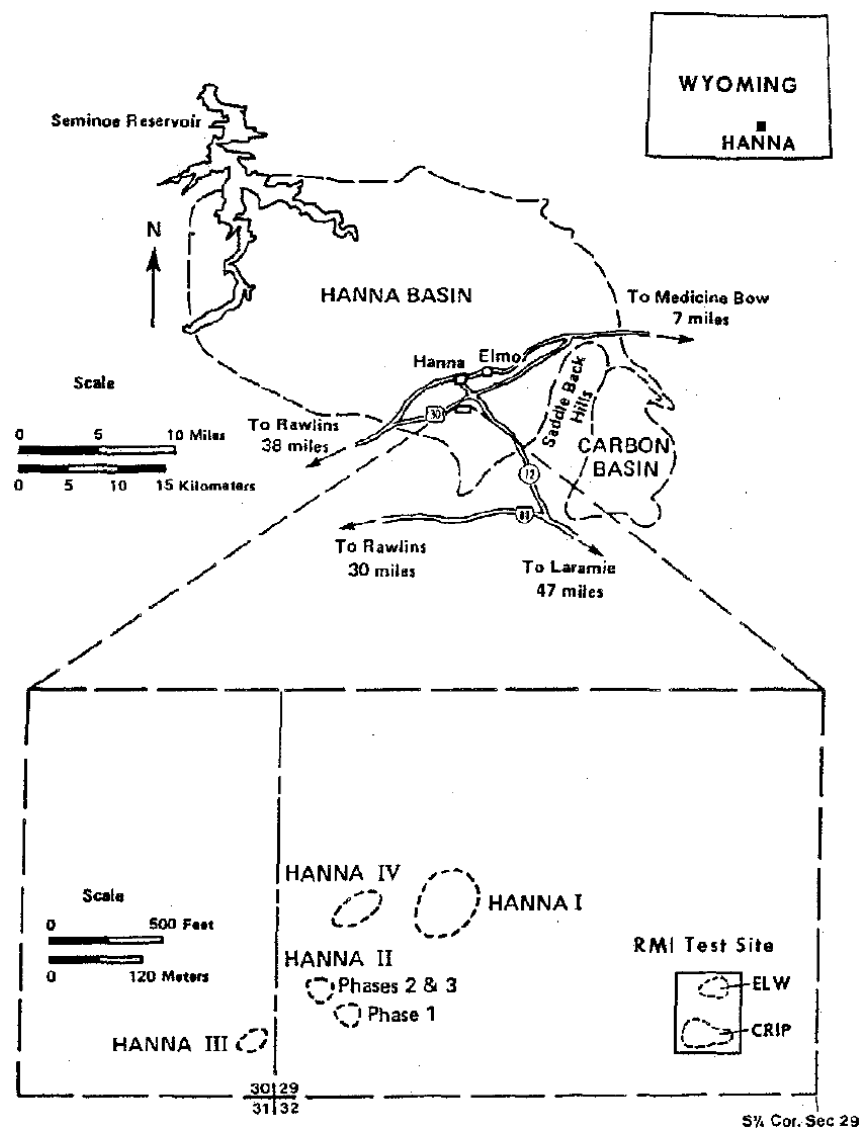 WYOMING
HANNA
Seminoe Reservoir
N
HANNA BASIN
To Medicine Bow
7 miles
Hanna
Elmo
Scale
0 5 10 Miles
0 5 10 15 Kilometers
To Rawlins
38 miles
30
Saddle Back
Hills
CARBON
BASIN
72
80
To Rawlins
30 miles
To Laramie
47 miles
HANNA IV
HANNA I
Scale
0 500 Feet
0 120 Meters
HANNA II
Phases 2 & 3
Phase 1
HANNA III
RMI Test Site
ELW
CRIP
30 29
31 32
S¼ Cor. Sec 29